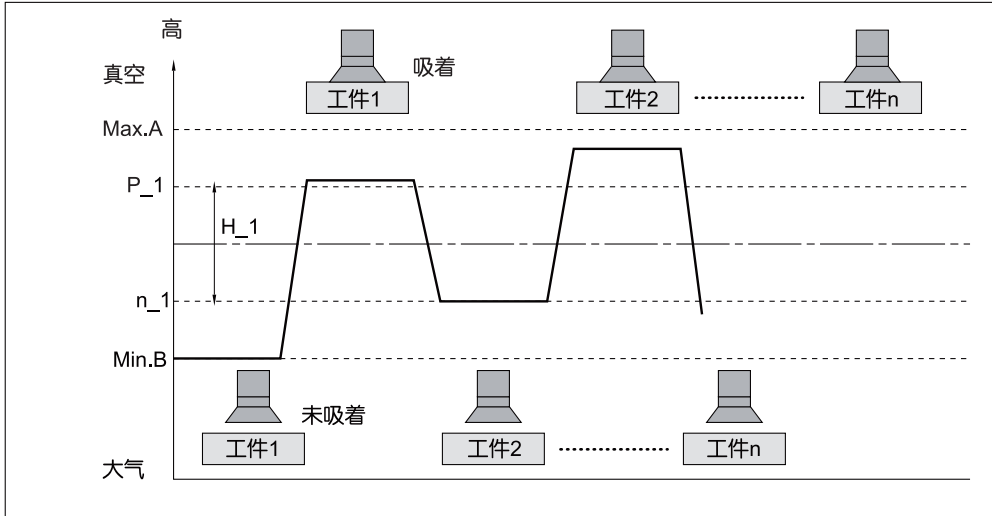 高
真空
吸着
工件1
工件2
工件n
Max.A
P_1
H_1
n_1
Min.B
未吸着
工件1
工件2
工件n
大气